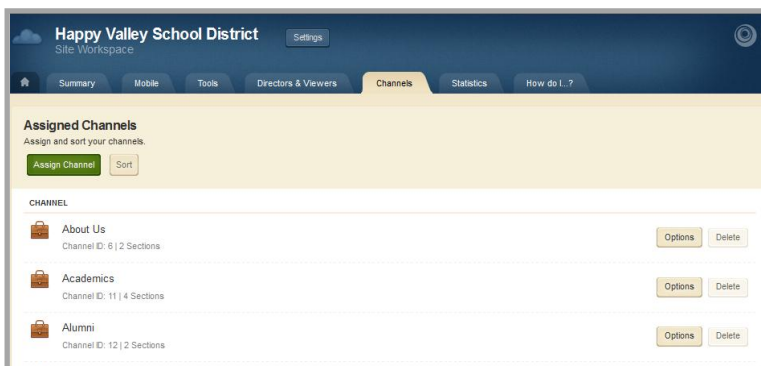 Happy Valley School District
Settings
Site Workspace
Summary Mobile Tools Directors & Viewers Channels Statistics How do I...?
Assigned Channels
Assign and sort your channels.
Assign Channel Sort
CHANNEL
About Us
Channel ID: 6 | 2 Sections
Options Delete
Academics
Channel ID: 11 | 4 Sections
Options Delete
Alumni
Channel ID: 12 | 2 Sections
Options Delete